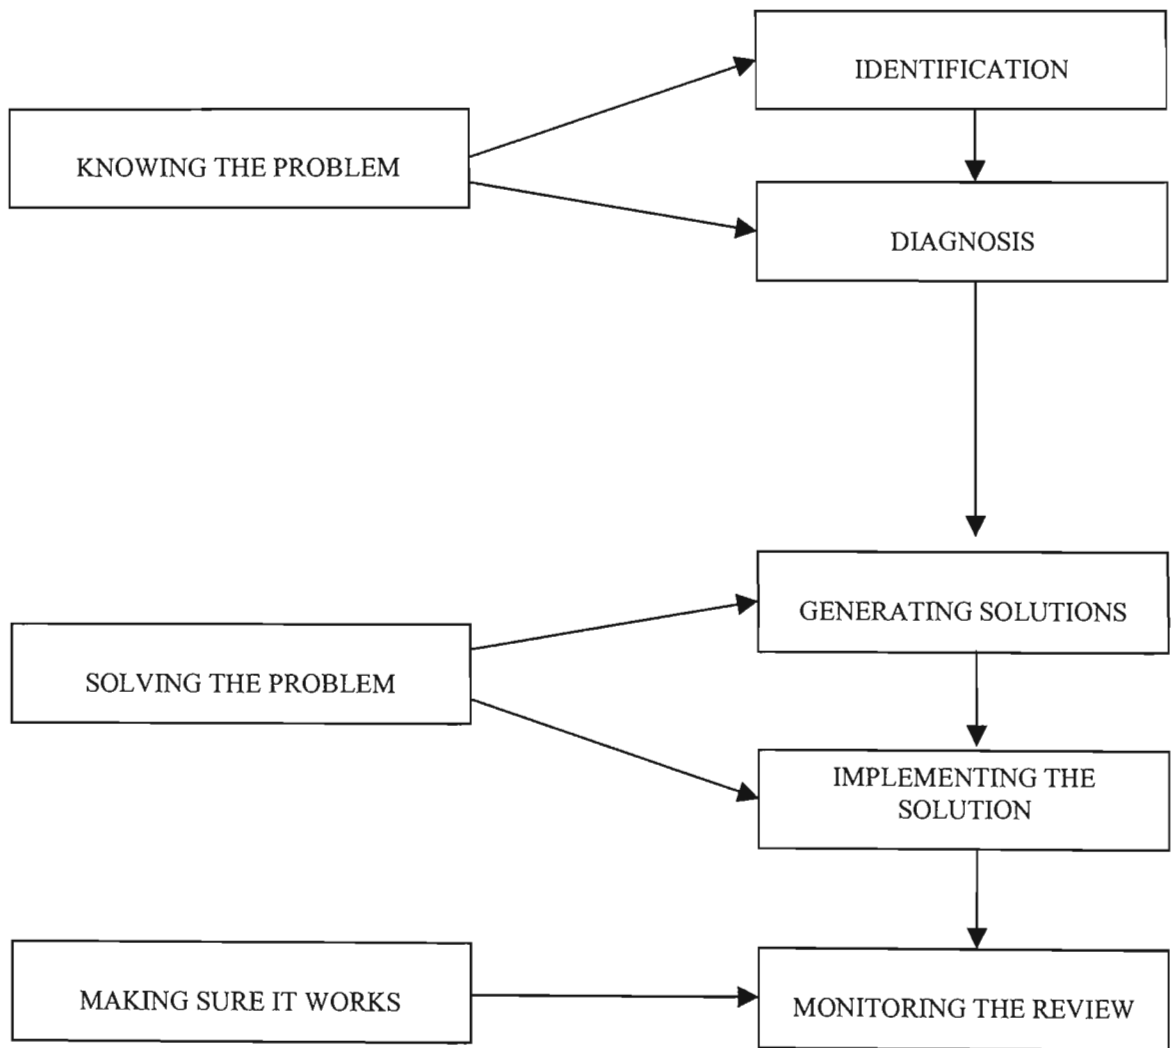 IDENTIFICATION
KNOWING THE PROBLEM
DIAGNOSIS
GENERATING SOLUTIONS
SOLVING THE PROBLEM
IMPLEMENTING THE
SOLUTION
MAKING SURE IT WORKS
MONITORING THE REVIEW